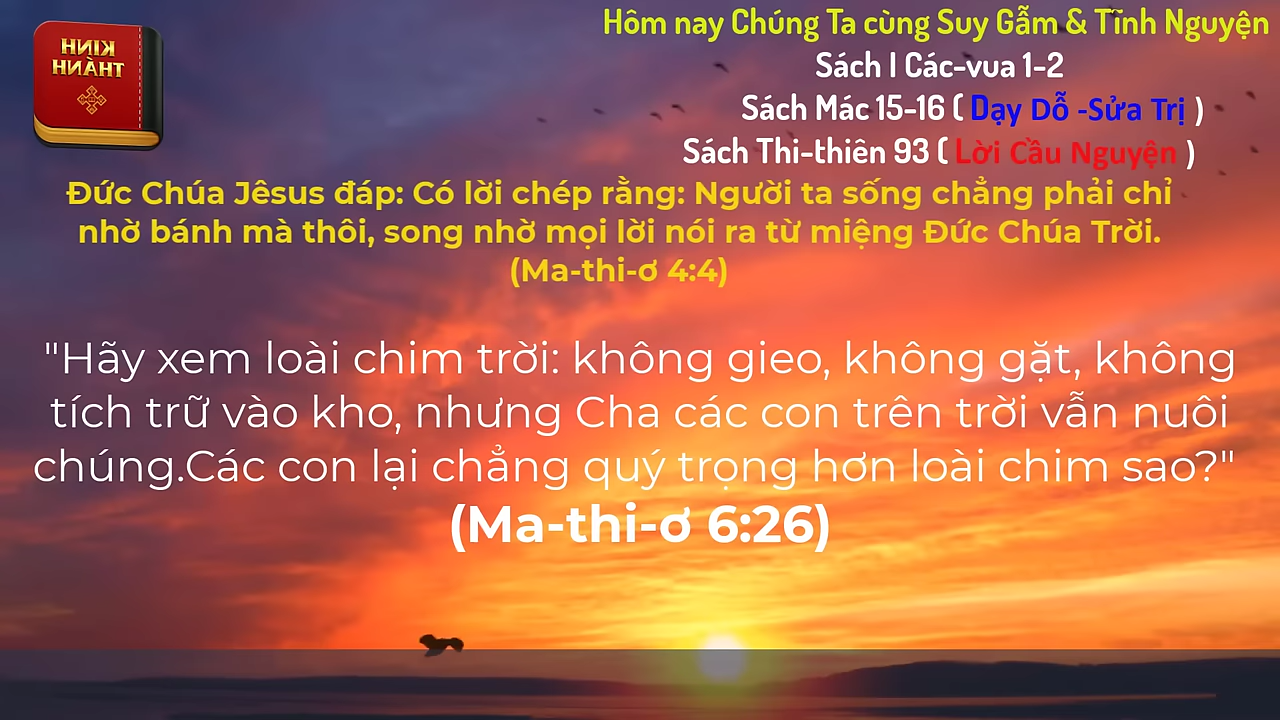 KINH
THÁNH
Hôm nay Chúng Ta cùng Suy Gẫm & Tĩnh Nguyện
Sách I Các-vua 1-2
Sách Mác 15-16 ( Dạy Dỗ -Sửa Trị )
Sách Thi-thiên 93 ( Lời Cầu Nguyện )
Đức Chúa Jêsus đáp: Có lời chép rằng: Người ta sống chẳng phải chỉ
nhờ bánh mà thôi, song nhờ mọi lời nói ra từ miệng Đức Chúa Trời.
(Ma-thi-ơ 4:4)
"Hãy xem loài chim trời: không gieo, không gặt, không
tích trữ vào kho, nhưng Cha các con trên trời vẫn nuôi
chúng.Các con lại chẳng quý trọng hơn loài chim sao?"
(Ma-thi-ơ 6:26)